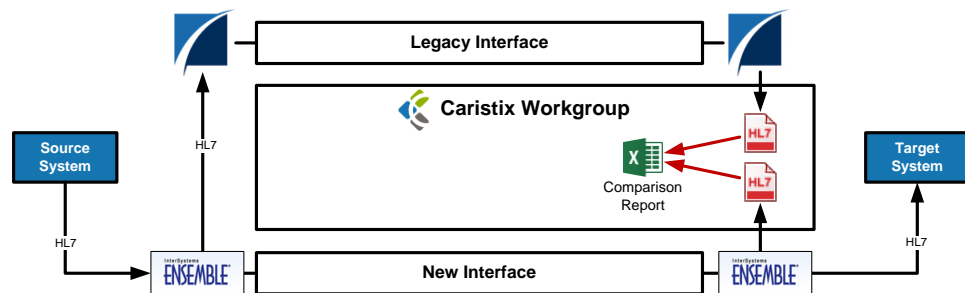 Legacy Interface
Caristix Workgroup
Source
System
HL7
HL7
HL7
X
Comparison
Report
HL7
Target
System
HL7
InterSystems
ENSEMBLE
New Interface
InterSystems
ENSEMBLE